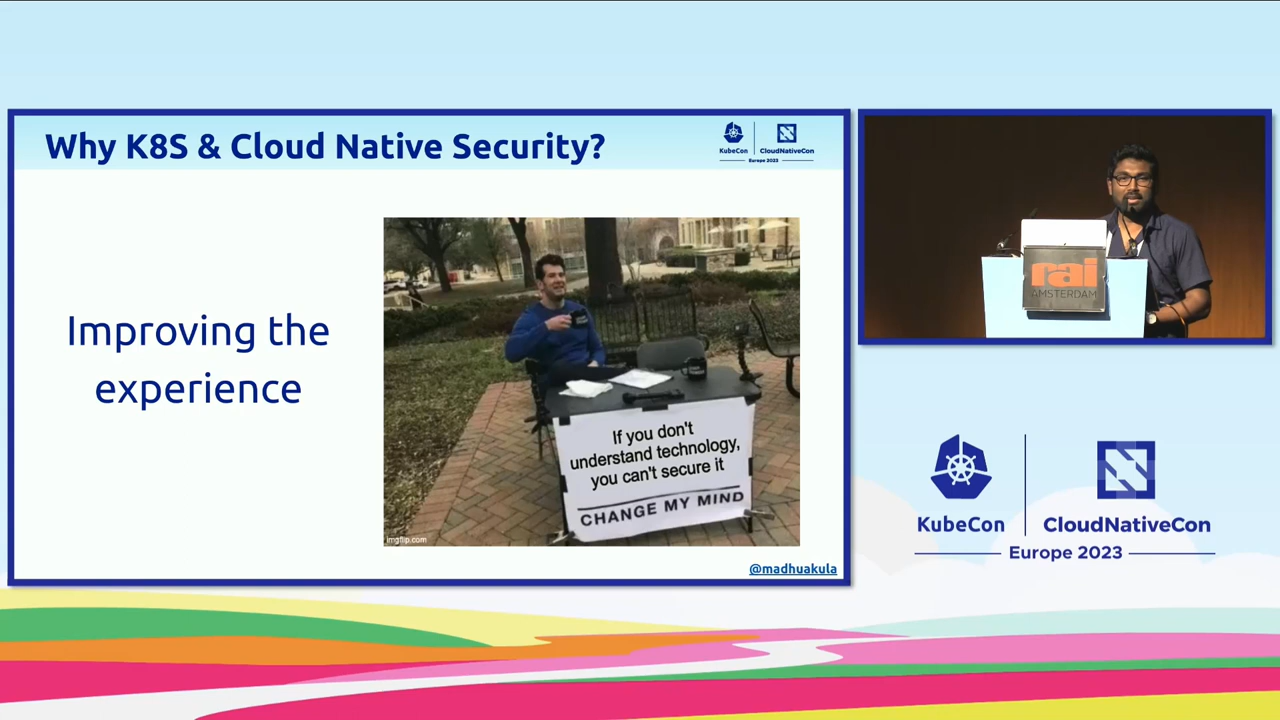 Why K8S & Cloud Native Security?
KubeCon
CloudNativeCon
Europe 2023
Improving the
experience
If you don't
understand technology,
you can't secure it
CHANGE MY MIND
imgflip.com
@madhuakula
rai
AMSTERDAM
KubeCon
CloudNativeCon
Europe 2023